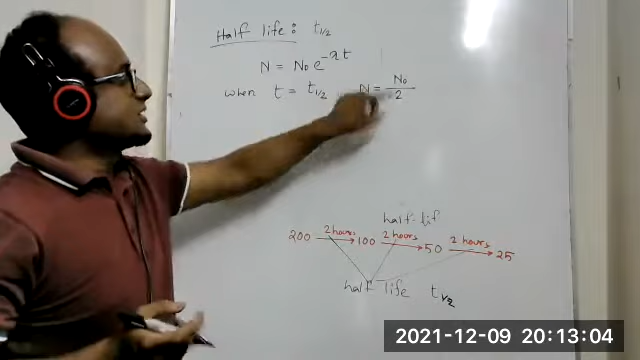 Half life: t1/2
N = N0 e^-λt
when t = t1/2 N = N0/2
half-lif
200 2 hours 100 2 hours 50 2 hours 25
half life t1/2
2021-12-09 20:13:04